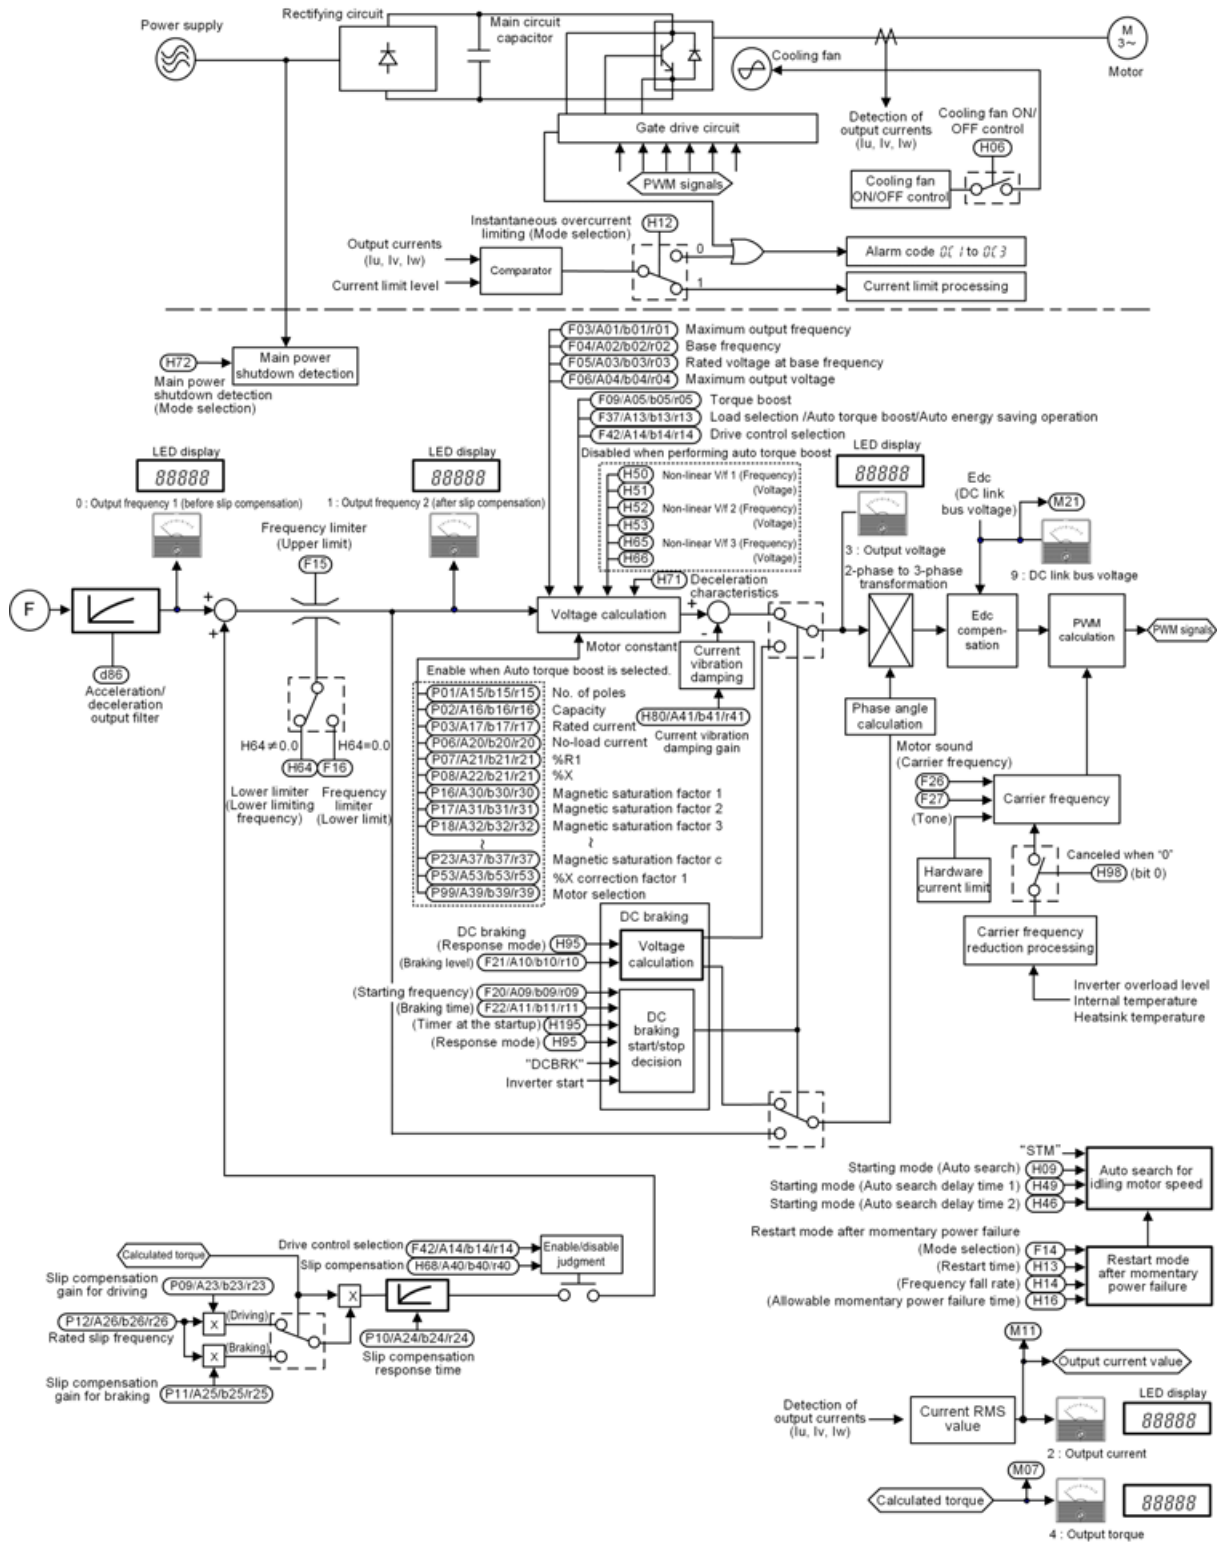 Power supply
Rectifying circuit
Main circuit
capacitor
M
3~
Motor
Cooling fan
Gate drive circuit
PWM signals
Detection of
output currents
(Iu, Iv, Iw)
Cooling fan ON/
OFF control
H06
Cooling fan
ON/OFF control
Instantaneous overcurrent
limiting (Mode selection)
H12
Output currents
(Iu, Iv, Iw)
Current limit level
Comparator
0
1
Alarm code 0C1 to 0C3
Current limit processing
H72
Main power
shutdown detection
Main power
shutdown detection
(Mode selection)
F03/A01/b01/r01 Maximum output frequency
F04/A02/b02/r02 Base frequency
F05/A03/b03/r03 Rated voltage at base frequency
F06/A04/b04/r04 Maximum output voltage
F09/A05/b05/r05 Torque boost
F37/A13/b13/r13 Load selection /Auto torque boost/Auto energy saving operation
F42/A14/b14/r14 Drive control selection
Disabled when performing auto torque boost
H50 Non-linear V/f 1 (Frequency)
H51 (Voltage)
H52 Non-linear V/f 2 (Frequency)
H53 (Voltage)
H65 Non-linear V/f 3 (Frequency)
H66 (Voltage)
H71 Deceleration
characteristics
LED display
88888
0 : Output frequency 1 (before slip compensation)
LED display
88888
1 : Output frequency 2 (after slip compensation)
LED display
88888
3 : Output voltage
Edc
(DC link
bus voltage)
M21
9 : DC link bus voltage
Frequency limiter
(Upper limit)
F15
F
d86
Acceleration/
deceleration
output filter
+
+
H64≠0.0
H64=0.0
H64
F16
Lower limiter
(Lower limiting
frequency)
Frequency
limiter
(Lower limit)
Voltage calculation
Motor constant
+
-
Current
vibration
damping
H80/A41/b41/r41
Current vibration
damping gain
2-phase to 3-phase
transformation
Edc
compen-
sation
PWM
calculation
PWM signals
Phase angle
calculation
Enable when Auto torque boost is selected.
P01/A15/b15/r15 No. of poles
P02/A16/b16/r16 Capacity
P03/A17/b17/r17 Rated current
P06/A20/b20/r20 No-load current
P07/A21/b21/r21 %R1
P08/A22/b21/r21 %X
P16/A30/b30/r30 Magnetic saturation factor 1
P17/A31/b31/r31 Magnetic saturation factor 2
P18/A32/b32/r32 Magnetic saturation factor 3
~ ~
P23/A37/b37/r37 Magnetic saturation factor c
P53/A53/b53/r53 %X correction factor 1
P99/A39/b39/r39 Motor selection
Motor sound
(Carrier frequency)
F26
F27
(Tone)
Carrier frequency
Hardware
current limit
Canceled when "0"
H98 (bit 0)
Carrier frequency
reduction processing
Inverter overload level
Internal temperature
Heatsink temperature
DC braking
DC braking
(Response mode) H95
(Braking level) F21/A10/b10/r10
Voltage
calculation
(Starting frequency) F20/A09/b09/r09
(Braking time) F22/A11/b11/r11
(Timer at the startup) H195
(Response mode) H95
"DCBRK"
Inverter start
DC
braking
start/stop
decision
"STM"
Starting mode (Auto search) H09
Starting mode (Auto search delay time 1) H49
Starting mode (Auto search delay time 2) H46
Auto search for
idling motor speed
Restart mode after momentary power failure
(Mode selection) F14
(Restart time) H13
(Frequency fall rate) H14
(Allowable momentary power failure time) H16
Restart mode
after momentary
power failure
Calculated torque
Drive control selection F42/A14/b14/r14
Slip compensation H68/A40/b40/r40
Enable/disable
judgment
Slip compensation
gain for driving
P09/A23/b23/r23
P12/A26/b26/r26
Rated slip frequency
X
(Driving)
X
(Braking)
X
Slip compensation
gain for braking
P11/A25/b25/r25
P10/A24/b24/r24
Slip compensation
response time
M11
Output current value
Detection of
output currents
(Iu, Iv, Iw)
Current RMS
value
LED display
88888
2 : Output current
M07
Calculated torque
88888
4 : Output torque